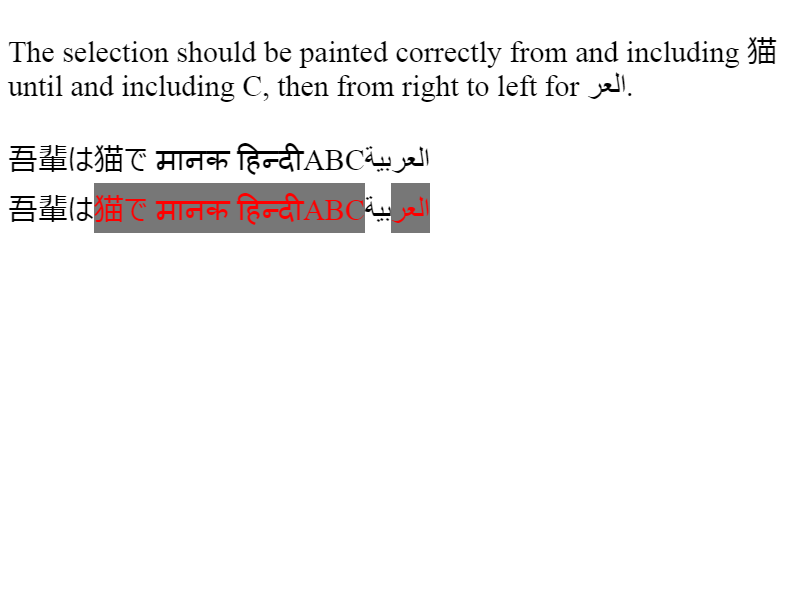 The selection should be painted correctly from and including 猫
until and including C, then from right to left for العر.
吾輩は猫で मानक हिन्दीABCالعربية
吾輩は猫で मानक हिन्दीABCالعربية